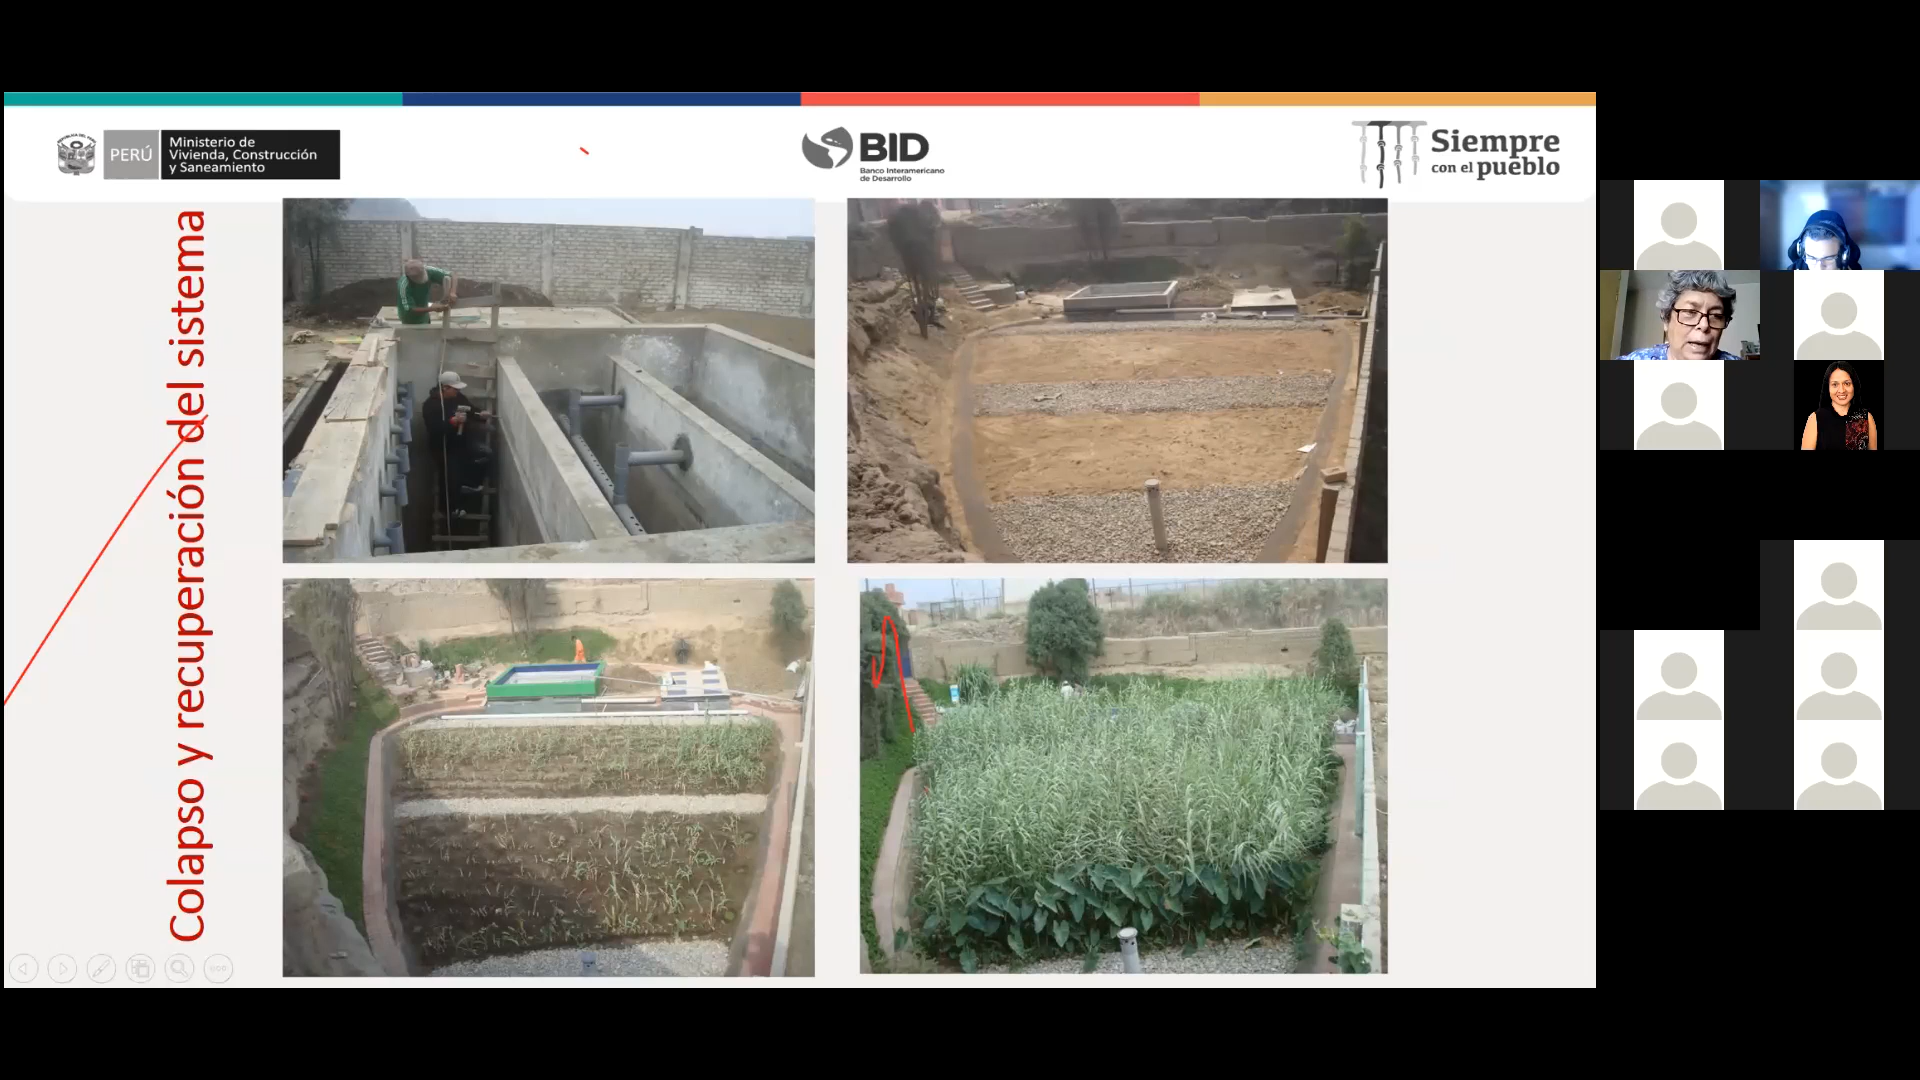 PERÚ
Ministerio de
Vivienda, Construcción
y Saneamiento
BID
Banco Interamericano
de Desarrollo
Siempre
con el pueblo
Colapso y recuperación del sistema